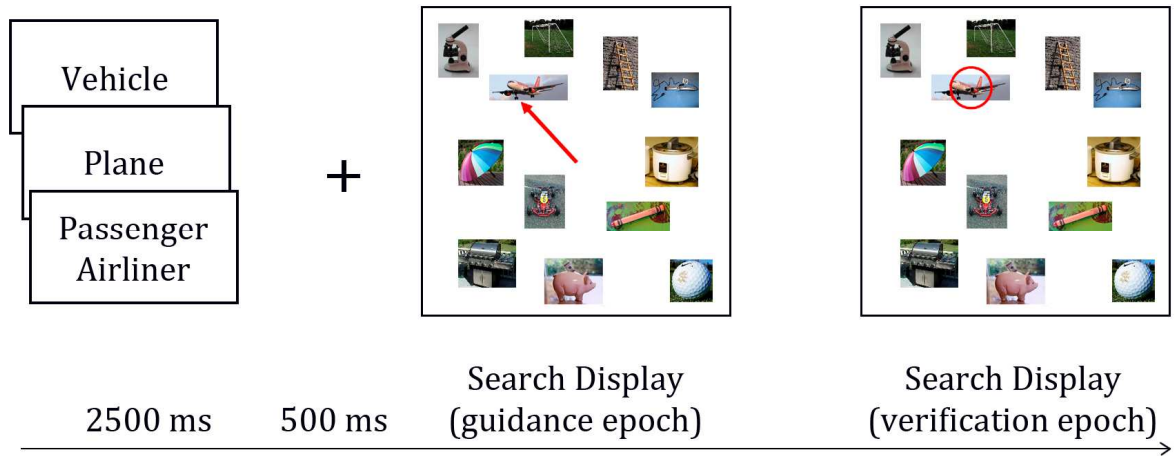 Vehicle
Plane
Passenger
Airliner
+
2500 ms
500 ms
Search Display
(guidance epoch)
Search Display
(verification epoch)